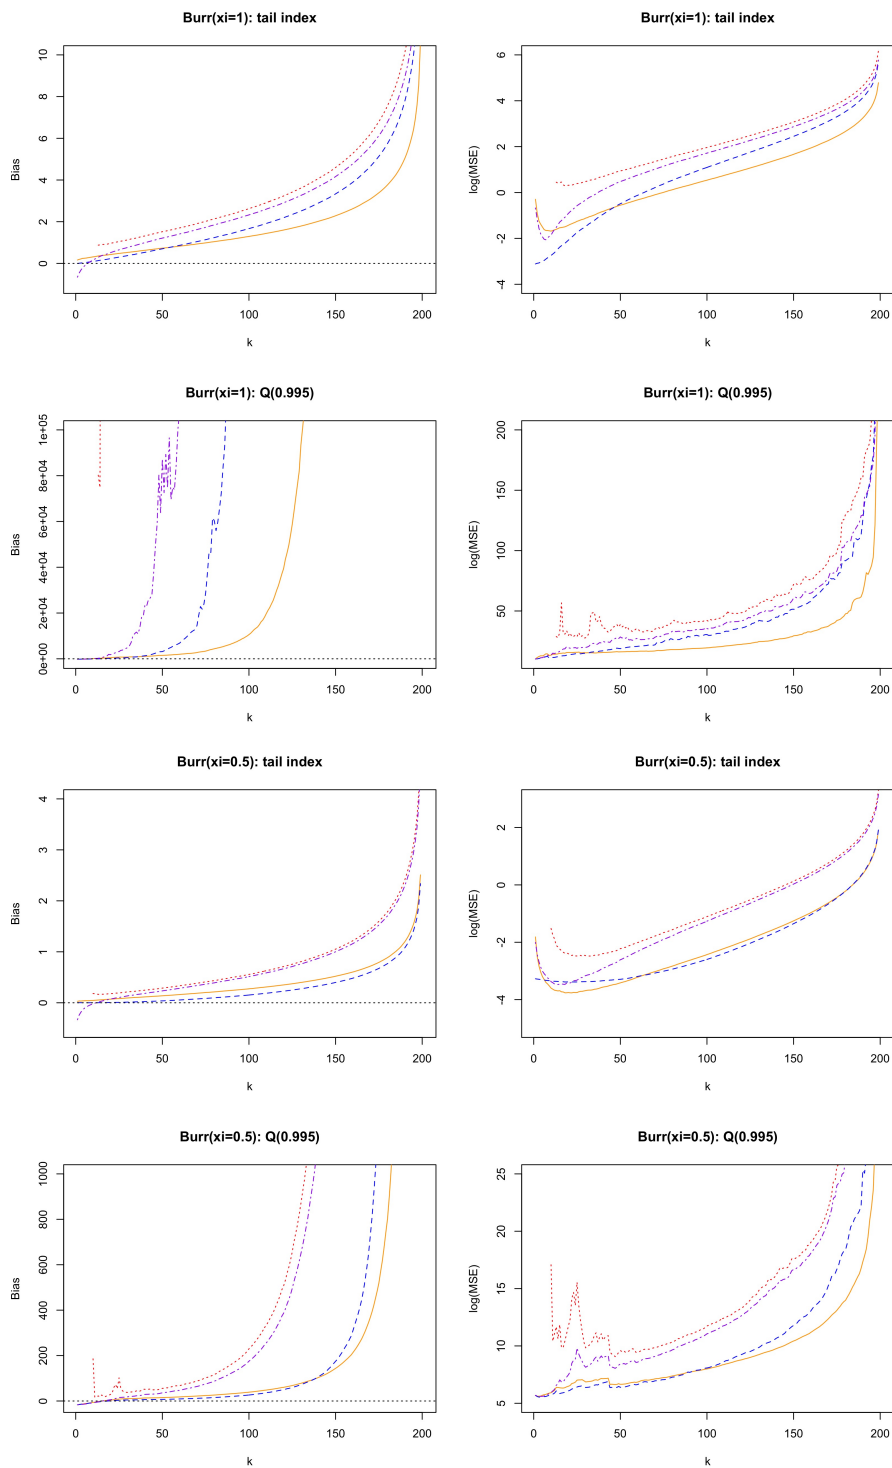 Burr(xi=1): tail index
Bias
0 2 4 6 8 10
0 50 100 150 200
k
Burr(xi=1): tail index
log(MSE)
-4 -2 0 2 4 6
0 50 100 150 200
k
Burr(xi=1): Q(0.995)
Bias
0e+00 2e+04 4e+04 6e+04 8e+04 1e+05
0 50 100 150 200
k
Burr(xi=1): Q(0.995)
log(MSE)
50 100 150 200
0 50 100 150 200
k
Burr(xi=0.5): tail index
Bias
0 1 2 3 4
0 50 100 150 200
k
Burr(xi=0.5): tail index
log(MSE)
-4 -2 0 2
0 50 100 150 200
k
Burr(xi=0.5): Q(0.995)
Bias
0 200 400 600 800 1000
0 50 100 150 200
k
Burr(xi=0.5): Q(0.995)
log(MSE)
5 10 15 20 25
0 50 100 150 200
k